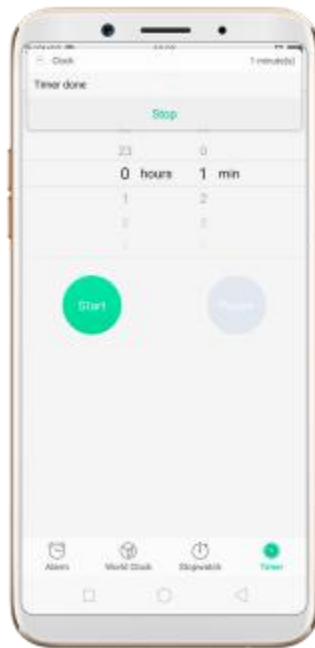 Clock 1 minute(s)
Timer done
Stop
23 0
0 hours 1 min
1 2
Start Pause
Alarm World Clock Stopwatch Timer